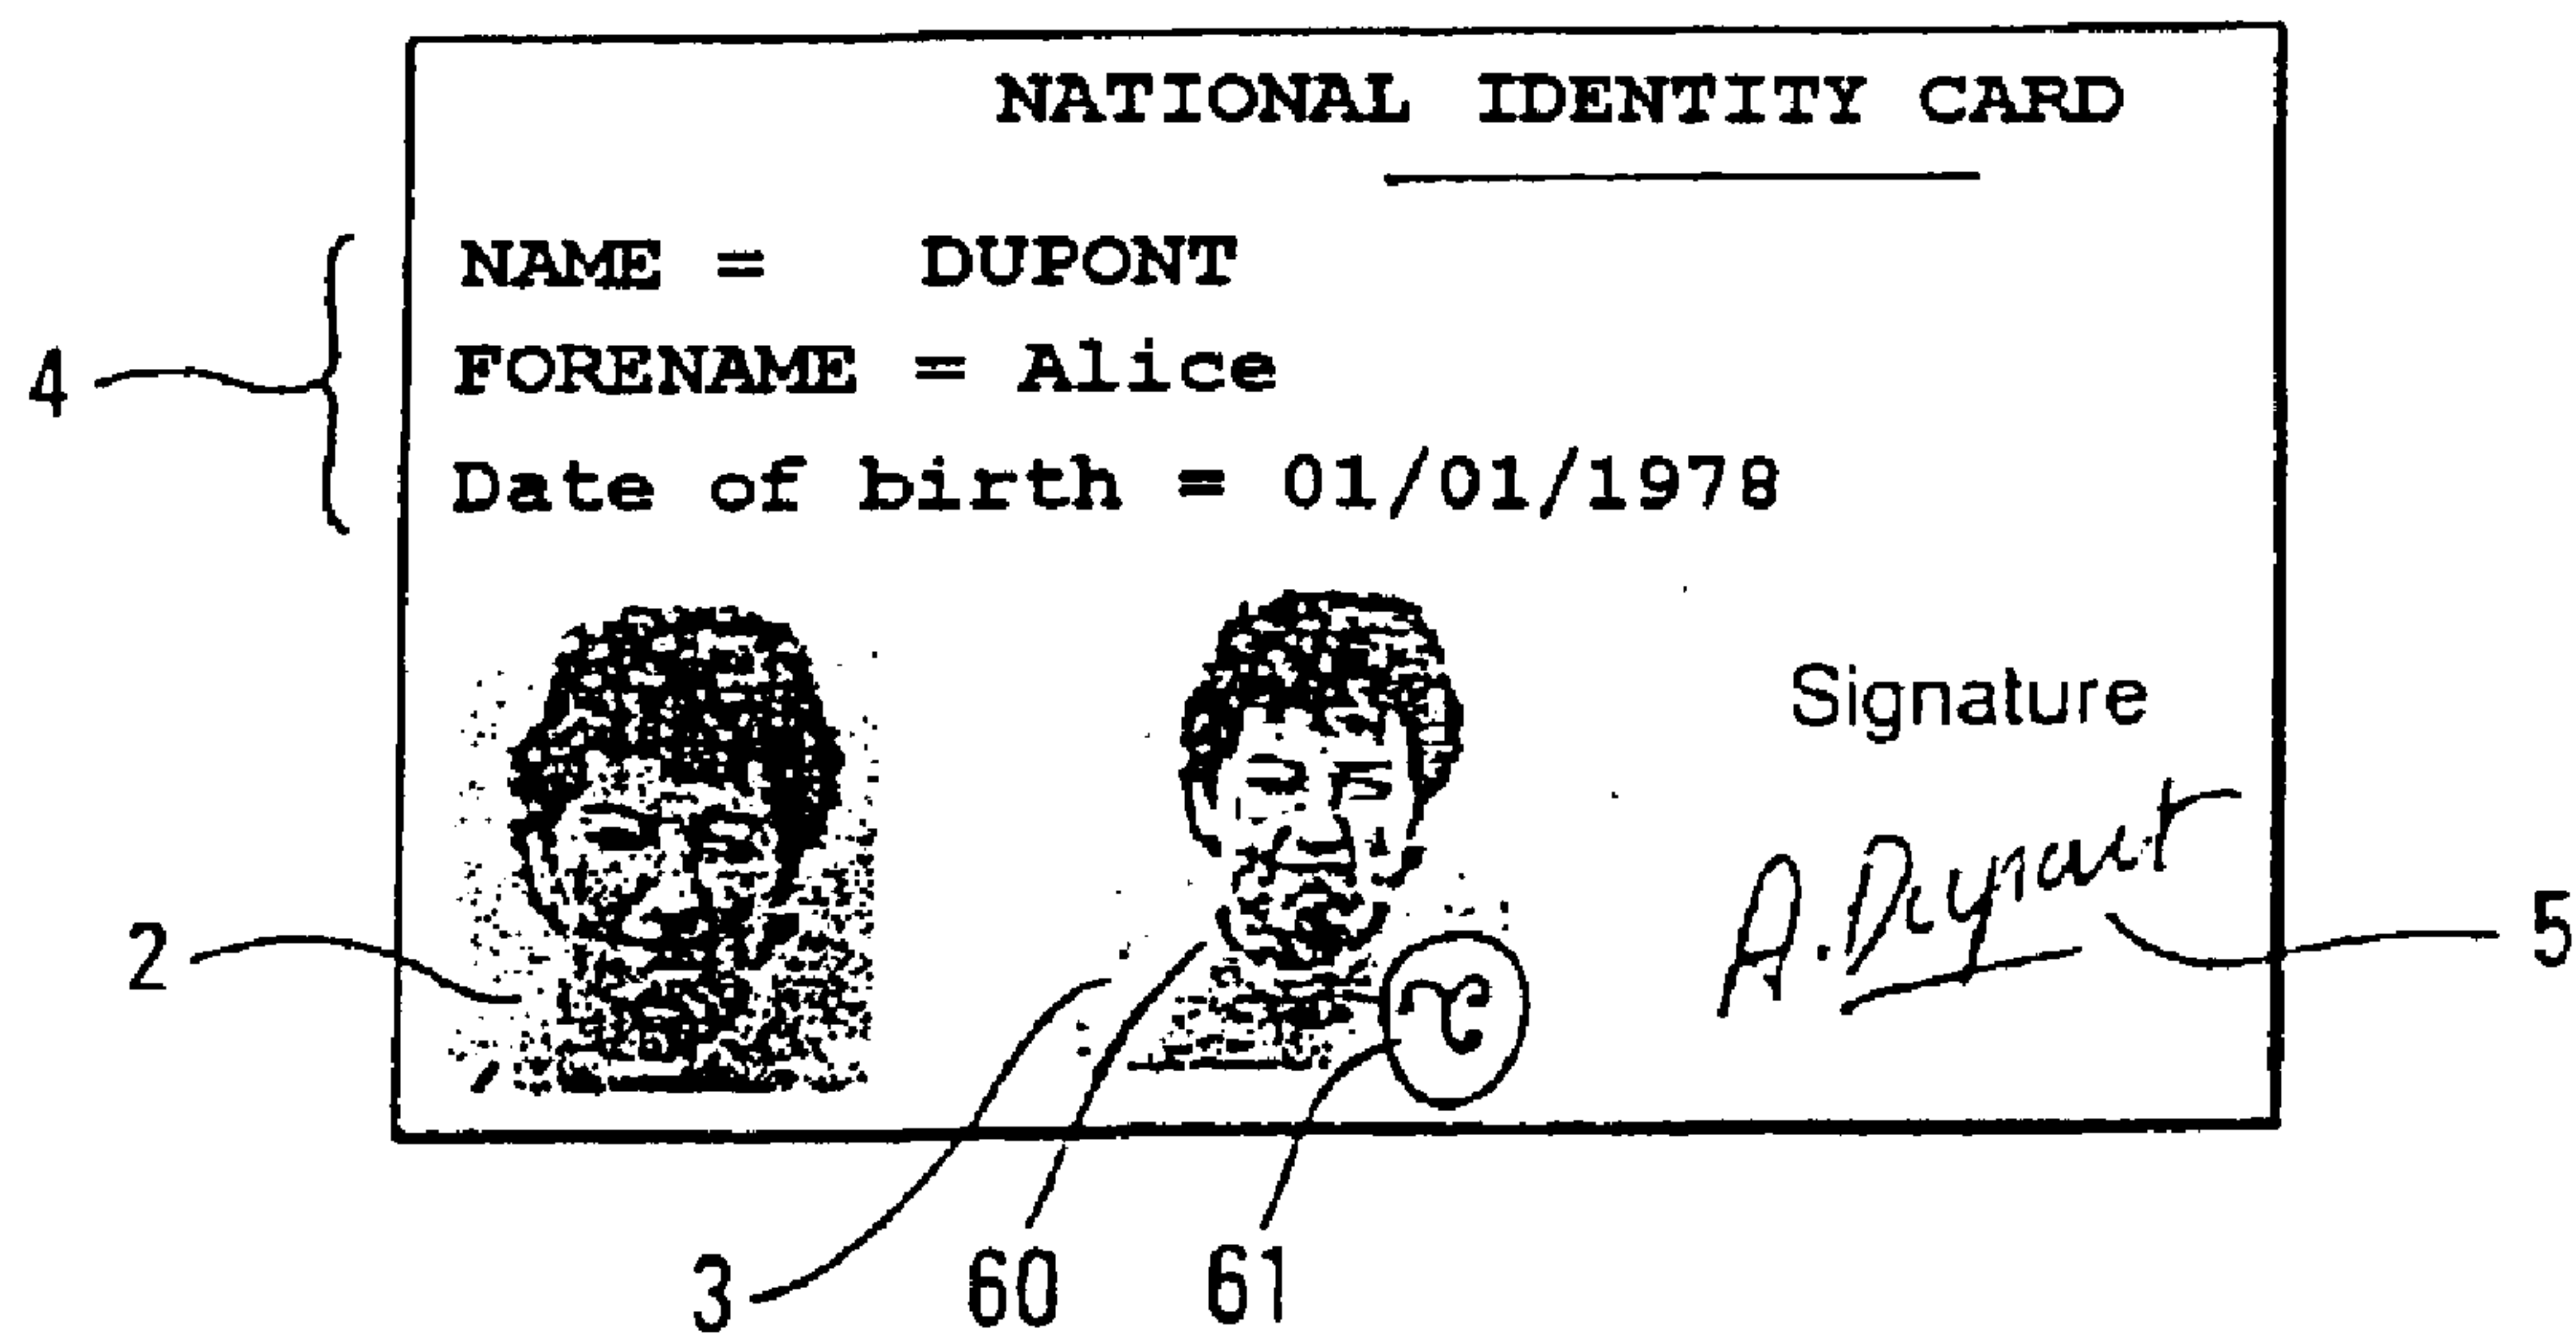 NATIONAL IDENTITY CARD
NAME = DUPONT
FORENAME = Alice
4
Date of birth = 01/01/1978
Signature
A. Dupont
2
5
3
60
61